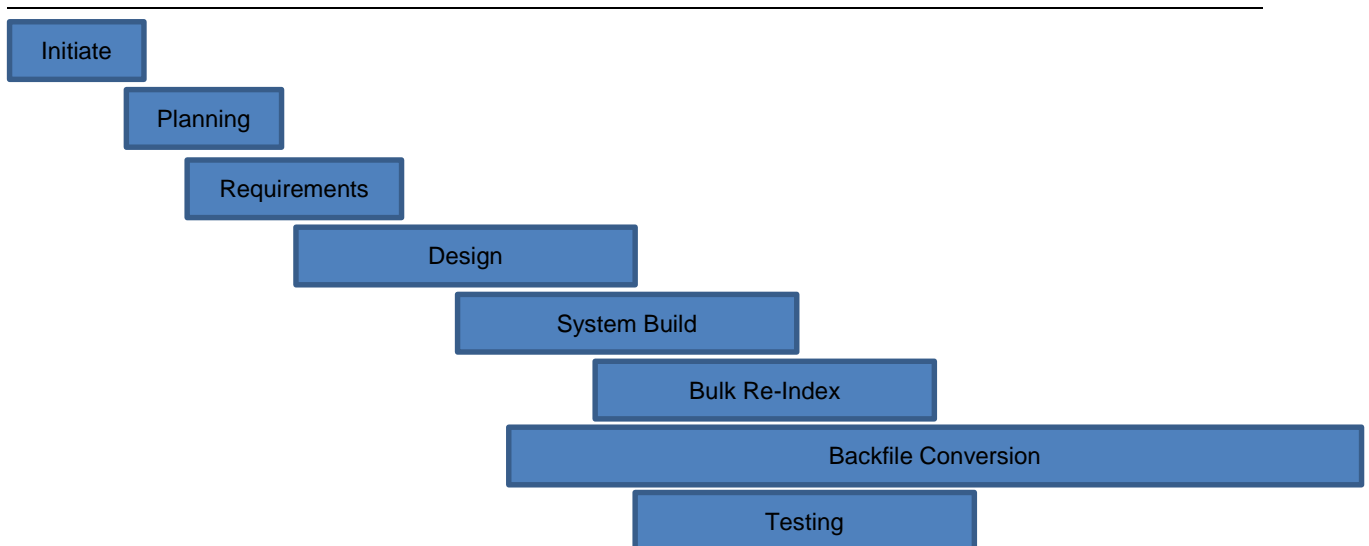 Initiate
Planning
Requirements
Design
System Build
Bulk Re-Index
Backfile Conversion
Testing